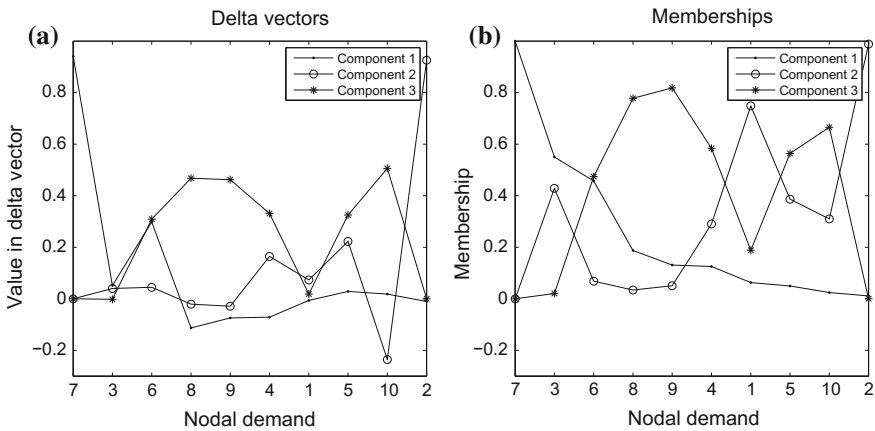 Delta vectors
(a)
Component 1
Component 2
Component 3
Value in delta vector
0.8
0.6
0.4
0.2
0
−0.2
7 3 6 8 9 4 1 5 10 2
Nodal demand
Memberships
(b)
Component 1
Component 2
Component 3
Membership
0.8
0.6
0.4
0.2
0
−0.2
7 3 6 8 9 4 1 5 10 2
Nodal demand